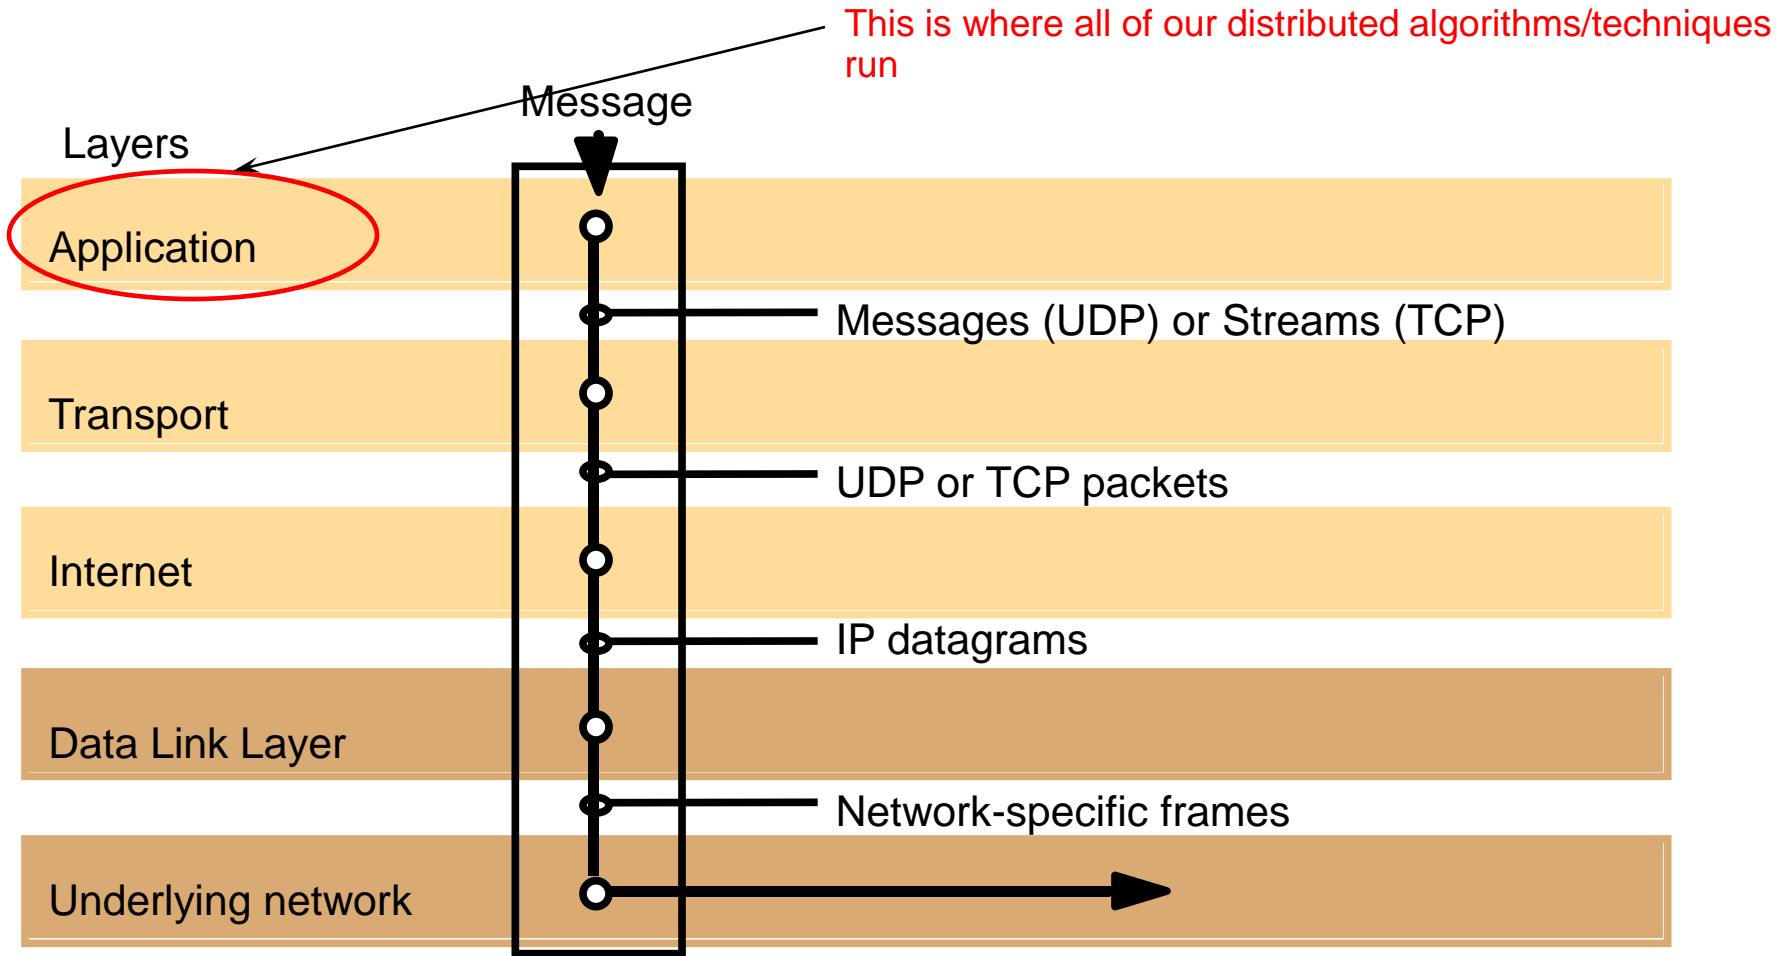 This is where all of our distributed algorithms/techniques
run
Message
Layers
Application
Messages (UDP) or Streams (TCP)
Transport
UDP or TCP packets
Internet
IP datagrams
Data Link Layer
Network-specific frames
Underlying network